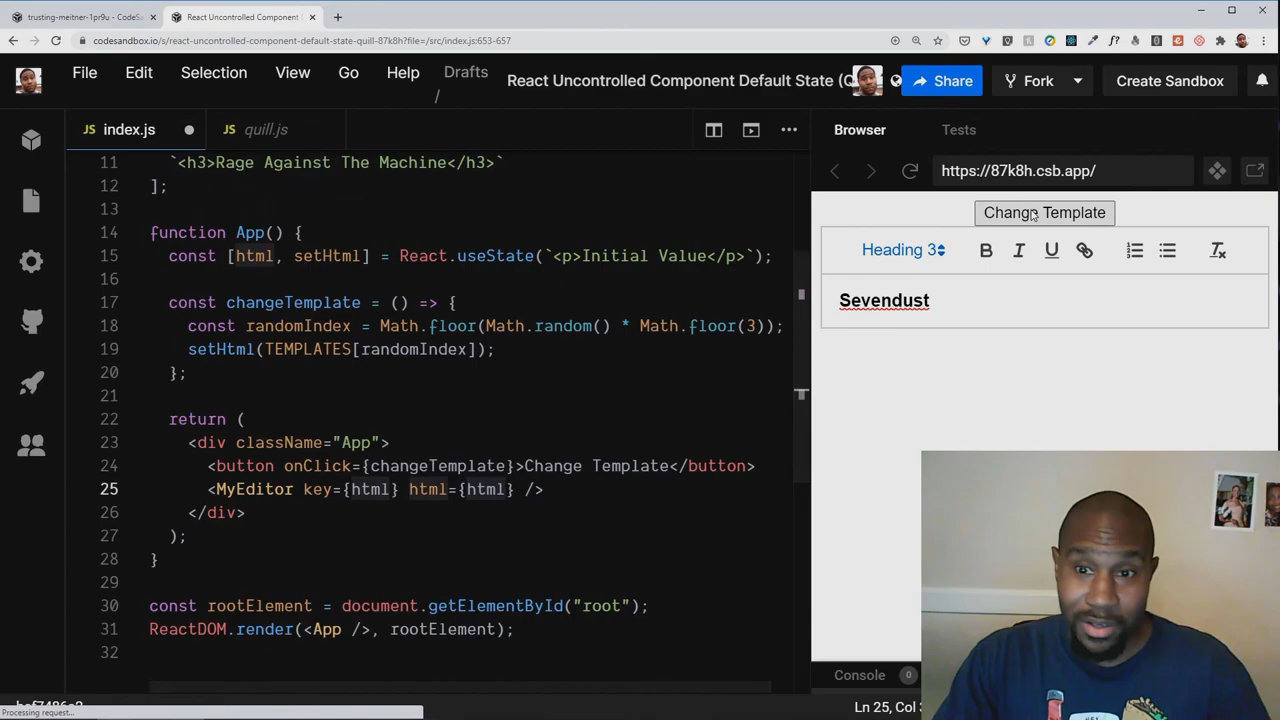 trusting-meitner-1pr9u - CodeSa
React Uncontrolled Component
codesandbox.io/s/react-uncontrolled-component-default-state-quill-87k8h?file=/src/index.js:653-657
File Edit Selection View Go Help Drafts
/
React Uncontrolled Component Default State (Q
Share
Fork
Create Sandbox
JS index.js
JS quill.js
Browser
Tests
https://87k8h.csb.app/
11 `<h3>Rage Against The Machine</h3>`
12 ];
13
14 function App() {
15 const [html, setHtml] = React.useState(`<p>Initial Value</p>`);
16
17 const changeTemplate = () => {
18 const randomIndex = Math.floor(Math.random() * Math.floor(3));
19 setHtml(TEMPLATES[randomIndex]);
20 };
21
22 return (
23 <div className="App">
24 <button onClick={changeTemplate}>Change Template</button>
25 <MyEditor key={html} html={html} />
26 </div>
27 );
28 }
29
30 const rootElement = document.getElementById("root");
31 ReactDOM.render(<App />, rootElement);
32
Change Template
Heading 3
B I U
Sevendust
Console 0
Ln 25, Col 3
Processing request...